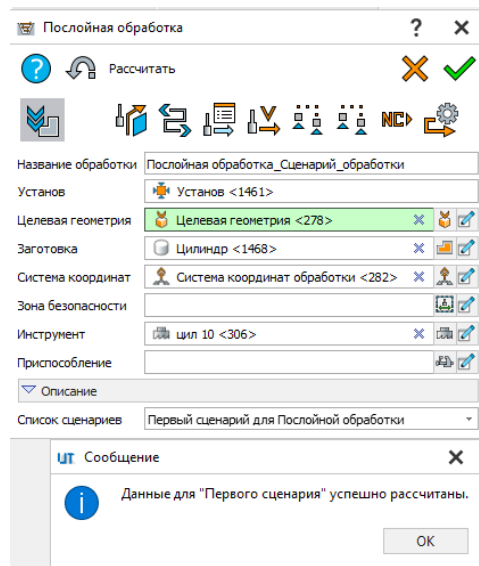 Послойная обработка ?
Рассчитать
NC
Название обработки Послойная обработка_Сценарий_обработки
Установ Установ <1461>
Целевая геометрия Целевая геометрия <278>
Заготовка Цилиндр <1468>
Система координат Система координат обработки <282>
Зона безопасности
Инструмент цил 10 <306>
Приспособление
Описание
Список сценариев Первый сценарий для Послойной обработки
Сообщение
Данные для "Первого сценария" успешно рассчитаны.
OK